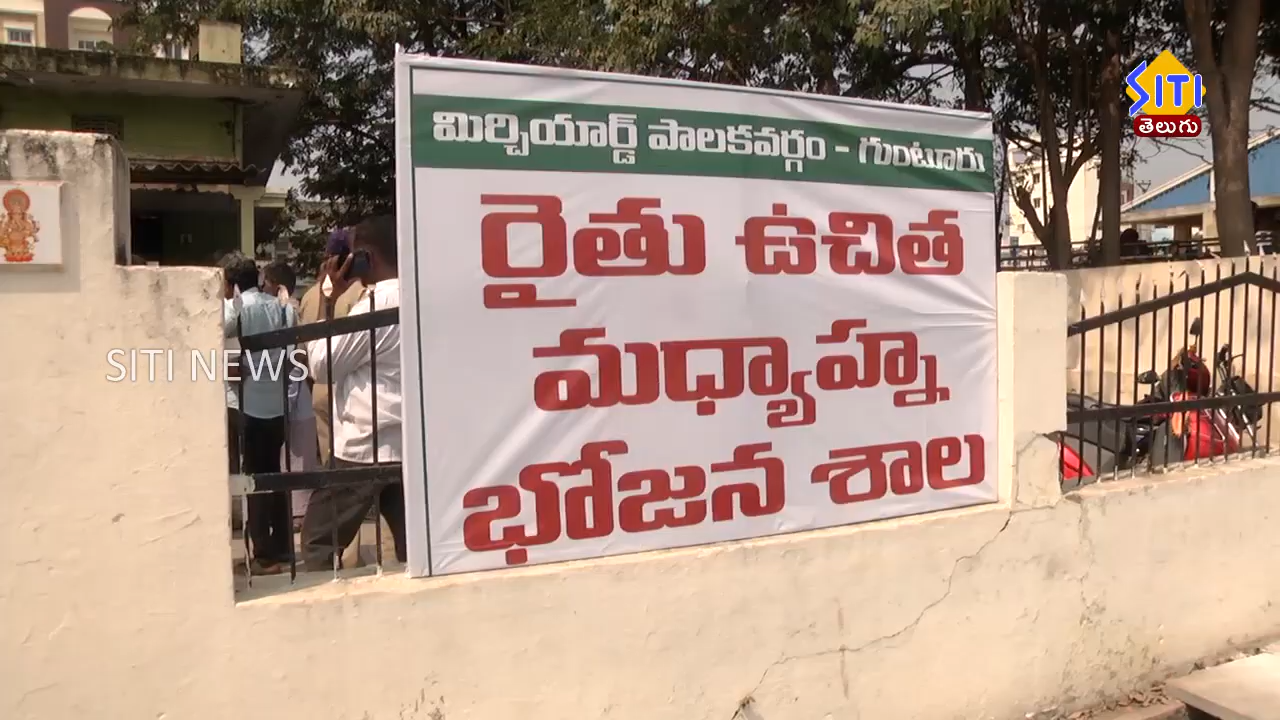 SITI
తెలుగు
మిర్చియార్డ్ పాలకవర్గం - గుంటూరు
రైతు ఉచిత
మధ్యాహ్న
భోజన శాల
SITI NEWS